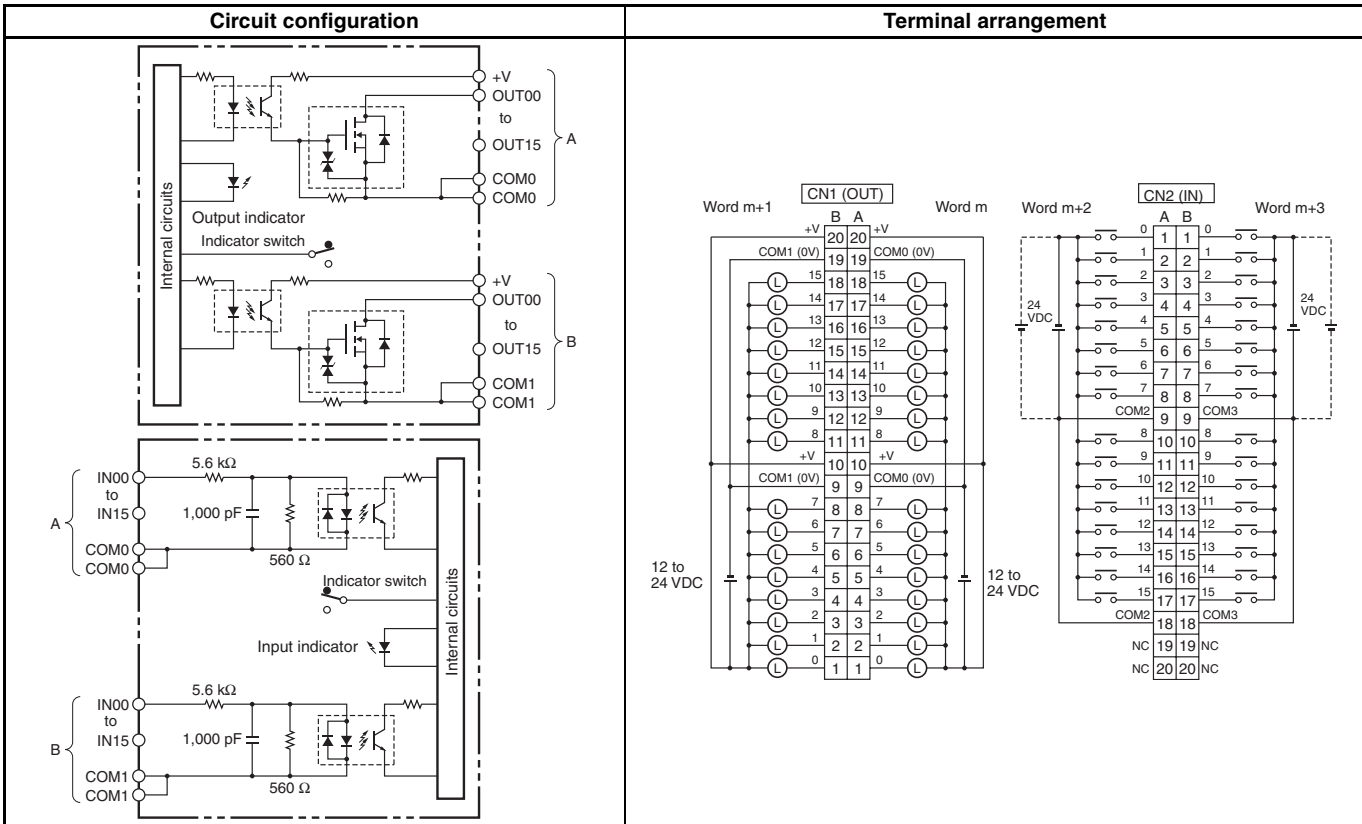 Circuit configuration
Terminal arrangement
Internal circuits
+V
OUT00
to
OUT15
COM0
COM0
A
Output indicator
Indicator switch
+V
OUT00
to
OUT15
COM1
COM1
B
A
IN00
to
IN15
COM0
COM0
5.6 kΩ
1,000 pF
560 Ω
Indicator switch
Input indicator
Internal circuits
B
IN00
to
IN15
COM1
COM1
5.6 kΩ
1,000 pF
560 Ω
CN1 (OUT)
Word m+1 Word m
B A
+V 20 20 +V
COM1 (0V) 19 19 COM0 (0V)
L 15 18 18 15 L
L 14 17 17 14 L
L 13 16 16 13 L
L 12 15 15 12 L
L 11 14 14 11 L
L 10 13 13 10 L
L 9 12 12 9 L
L 8 11 11 8 L
+V 10 10 +V
COM1 (0V) 9 9 COM0 (0V)
L 7 8 8 7 L
L 6 7 7 6 L
L 5 6 6 5 L
L 4 5 5 4 L
L 3 4 4 3 L
L 2 3 3 2 L
L 1 2 2 1 L
L 0 1 1 0 L
12 to
24 VDC
12 to
24 VDC
CN2 (IN)
Word m+2 Word m+3
A B
0 1 1 0
1 2 2 1
2 3 3 2
3 4 4 3
4 5 5 4
5 6 6 5
6 7 7 6
7 8 8 7
COM2 9 9 COM3
8 10 10 8
9 11 11 9
10 12 12 10
11 13 13 11
12 14 14 12
13 15 15 13
14 16 16 14
15 17 17 15
COM2 18 18 COM3
NC 19 19 NC
NC 20 20 NC
24
VDC
24
VDC